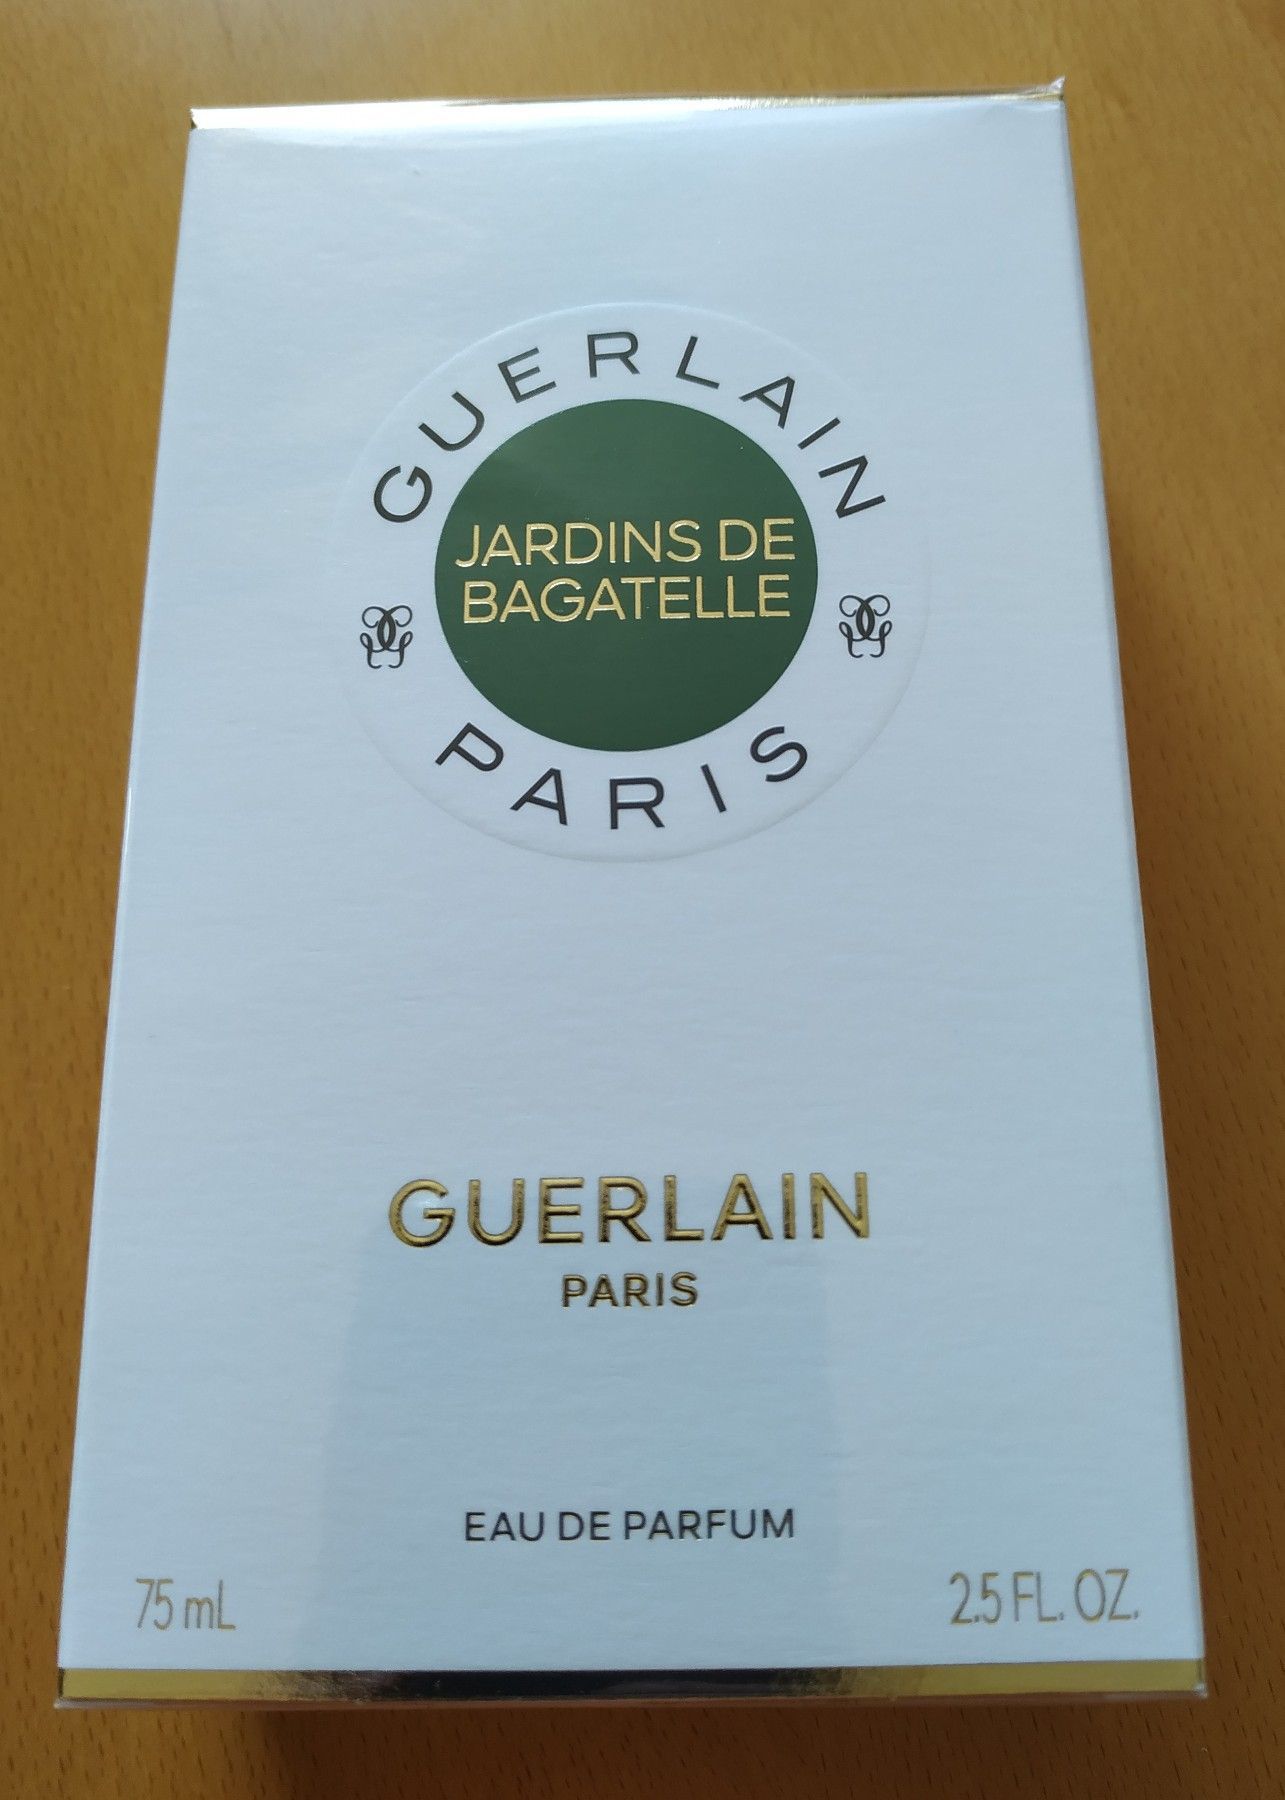 GUERLAIN
JARDINS DE
BAGATELLE
PARIS
GUERLAIN
PARIS
EAU DE PARFUM
75 mL
2.5 FL. OZ.